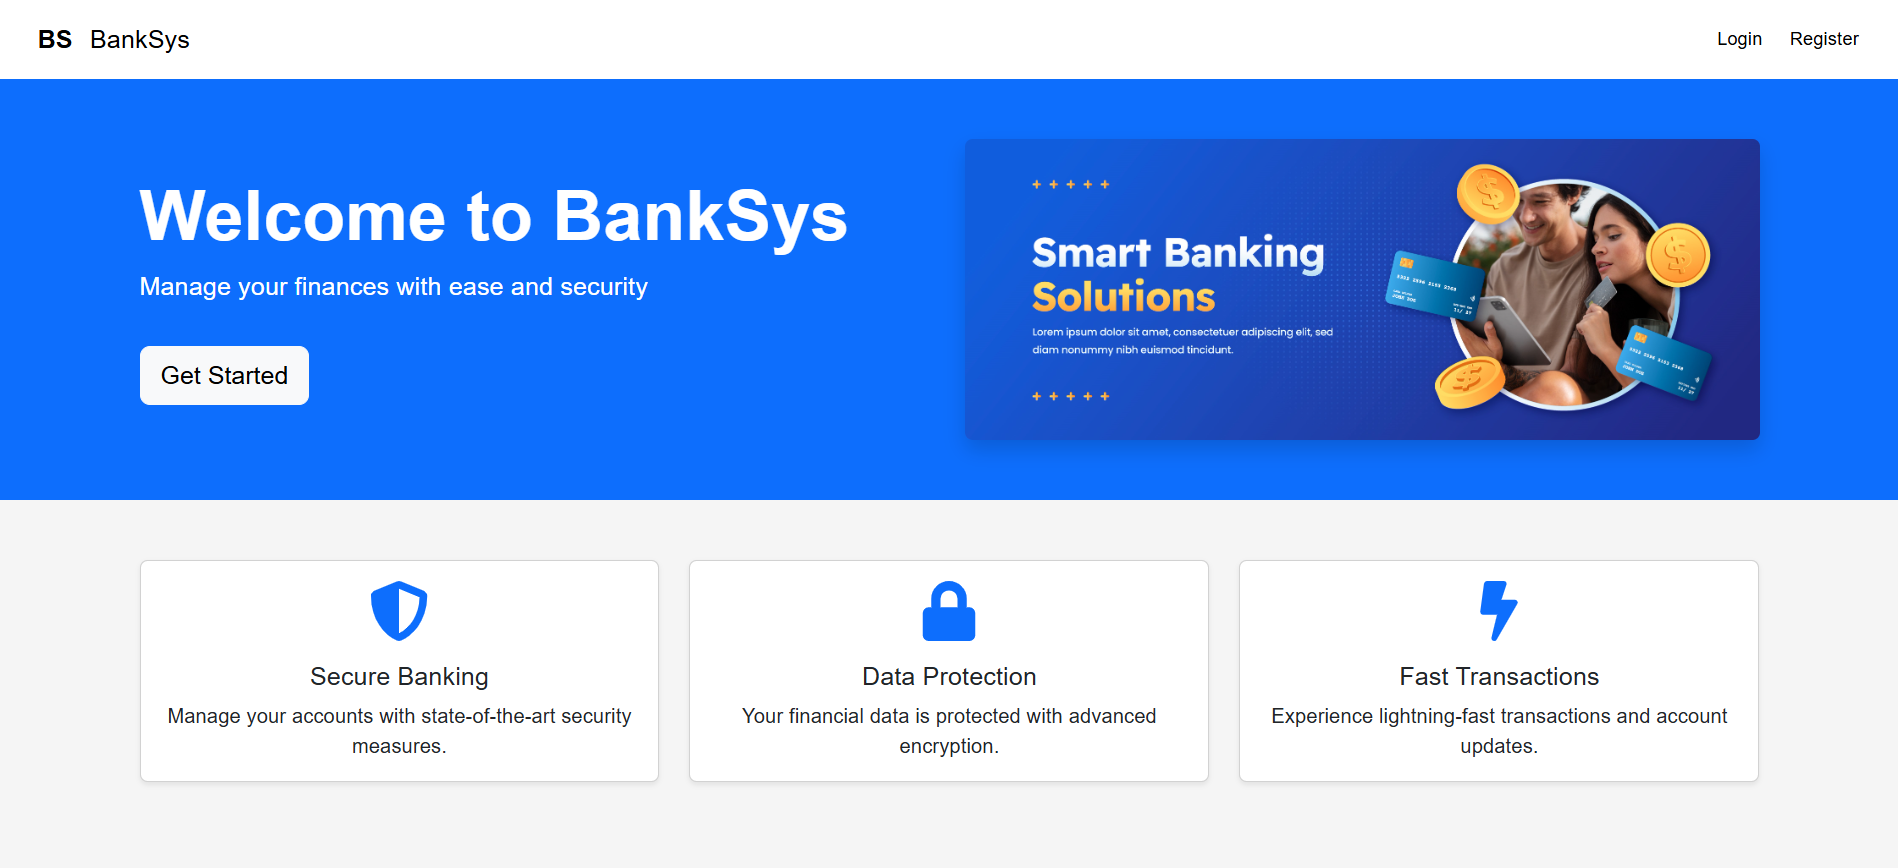 BS BankSys
Login Register
Welcome to BankSys
Manage your finances with ease and security
Get Started
Smart Banking
Solutions
Lorem ipsum dolor sit amet, consectetuer adipiscing elit, sed
diam nonummy nibh euismod tincidunt.
Secure Banking
Manage your accounts with state-of-the-art security
measures.
Data Protection
Your financial data is protected with advanced
encryption.
Fast Transactions
Experience lightning-fast transactions and account
updates.